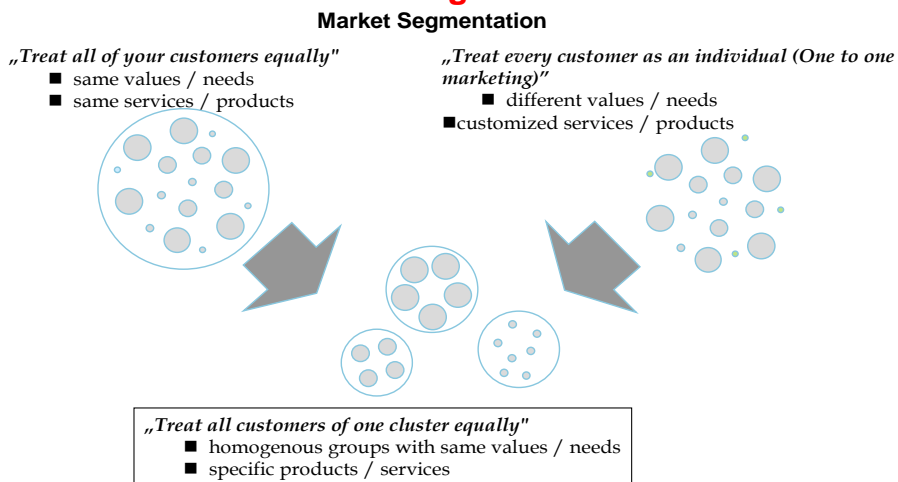 Market Segmentation
„Treat all of your customers equally"
■ same values / needs
■ same services / products
„Treat every customer as an individual (One to one
marketing)”
■ different values / needs
■customized services / products
„Treat all customers of one cluster equally"
■ homogenous groups with same values / needs
■ specific products / services